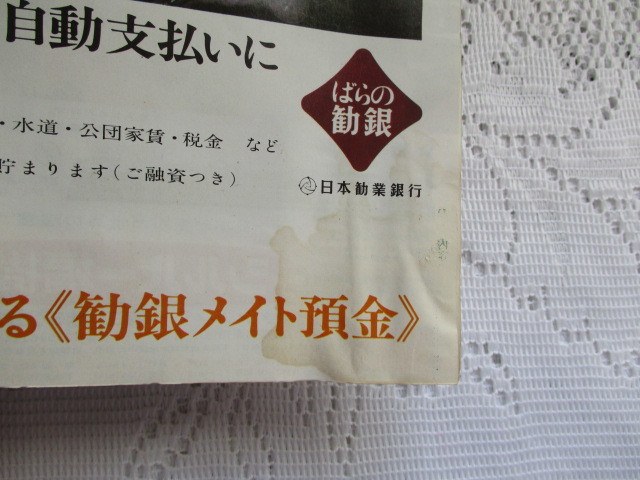 自動支払いに
ばらの
勧銀
・水道・公団家賃・税金 など
貯まります(ご融資つき)
日本勧業銀行
る《勧銀メイト預金》